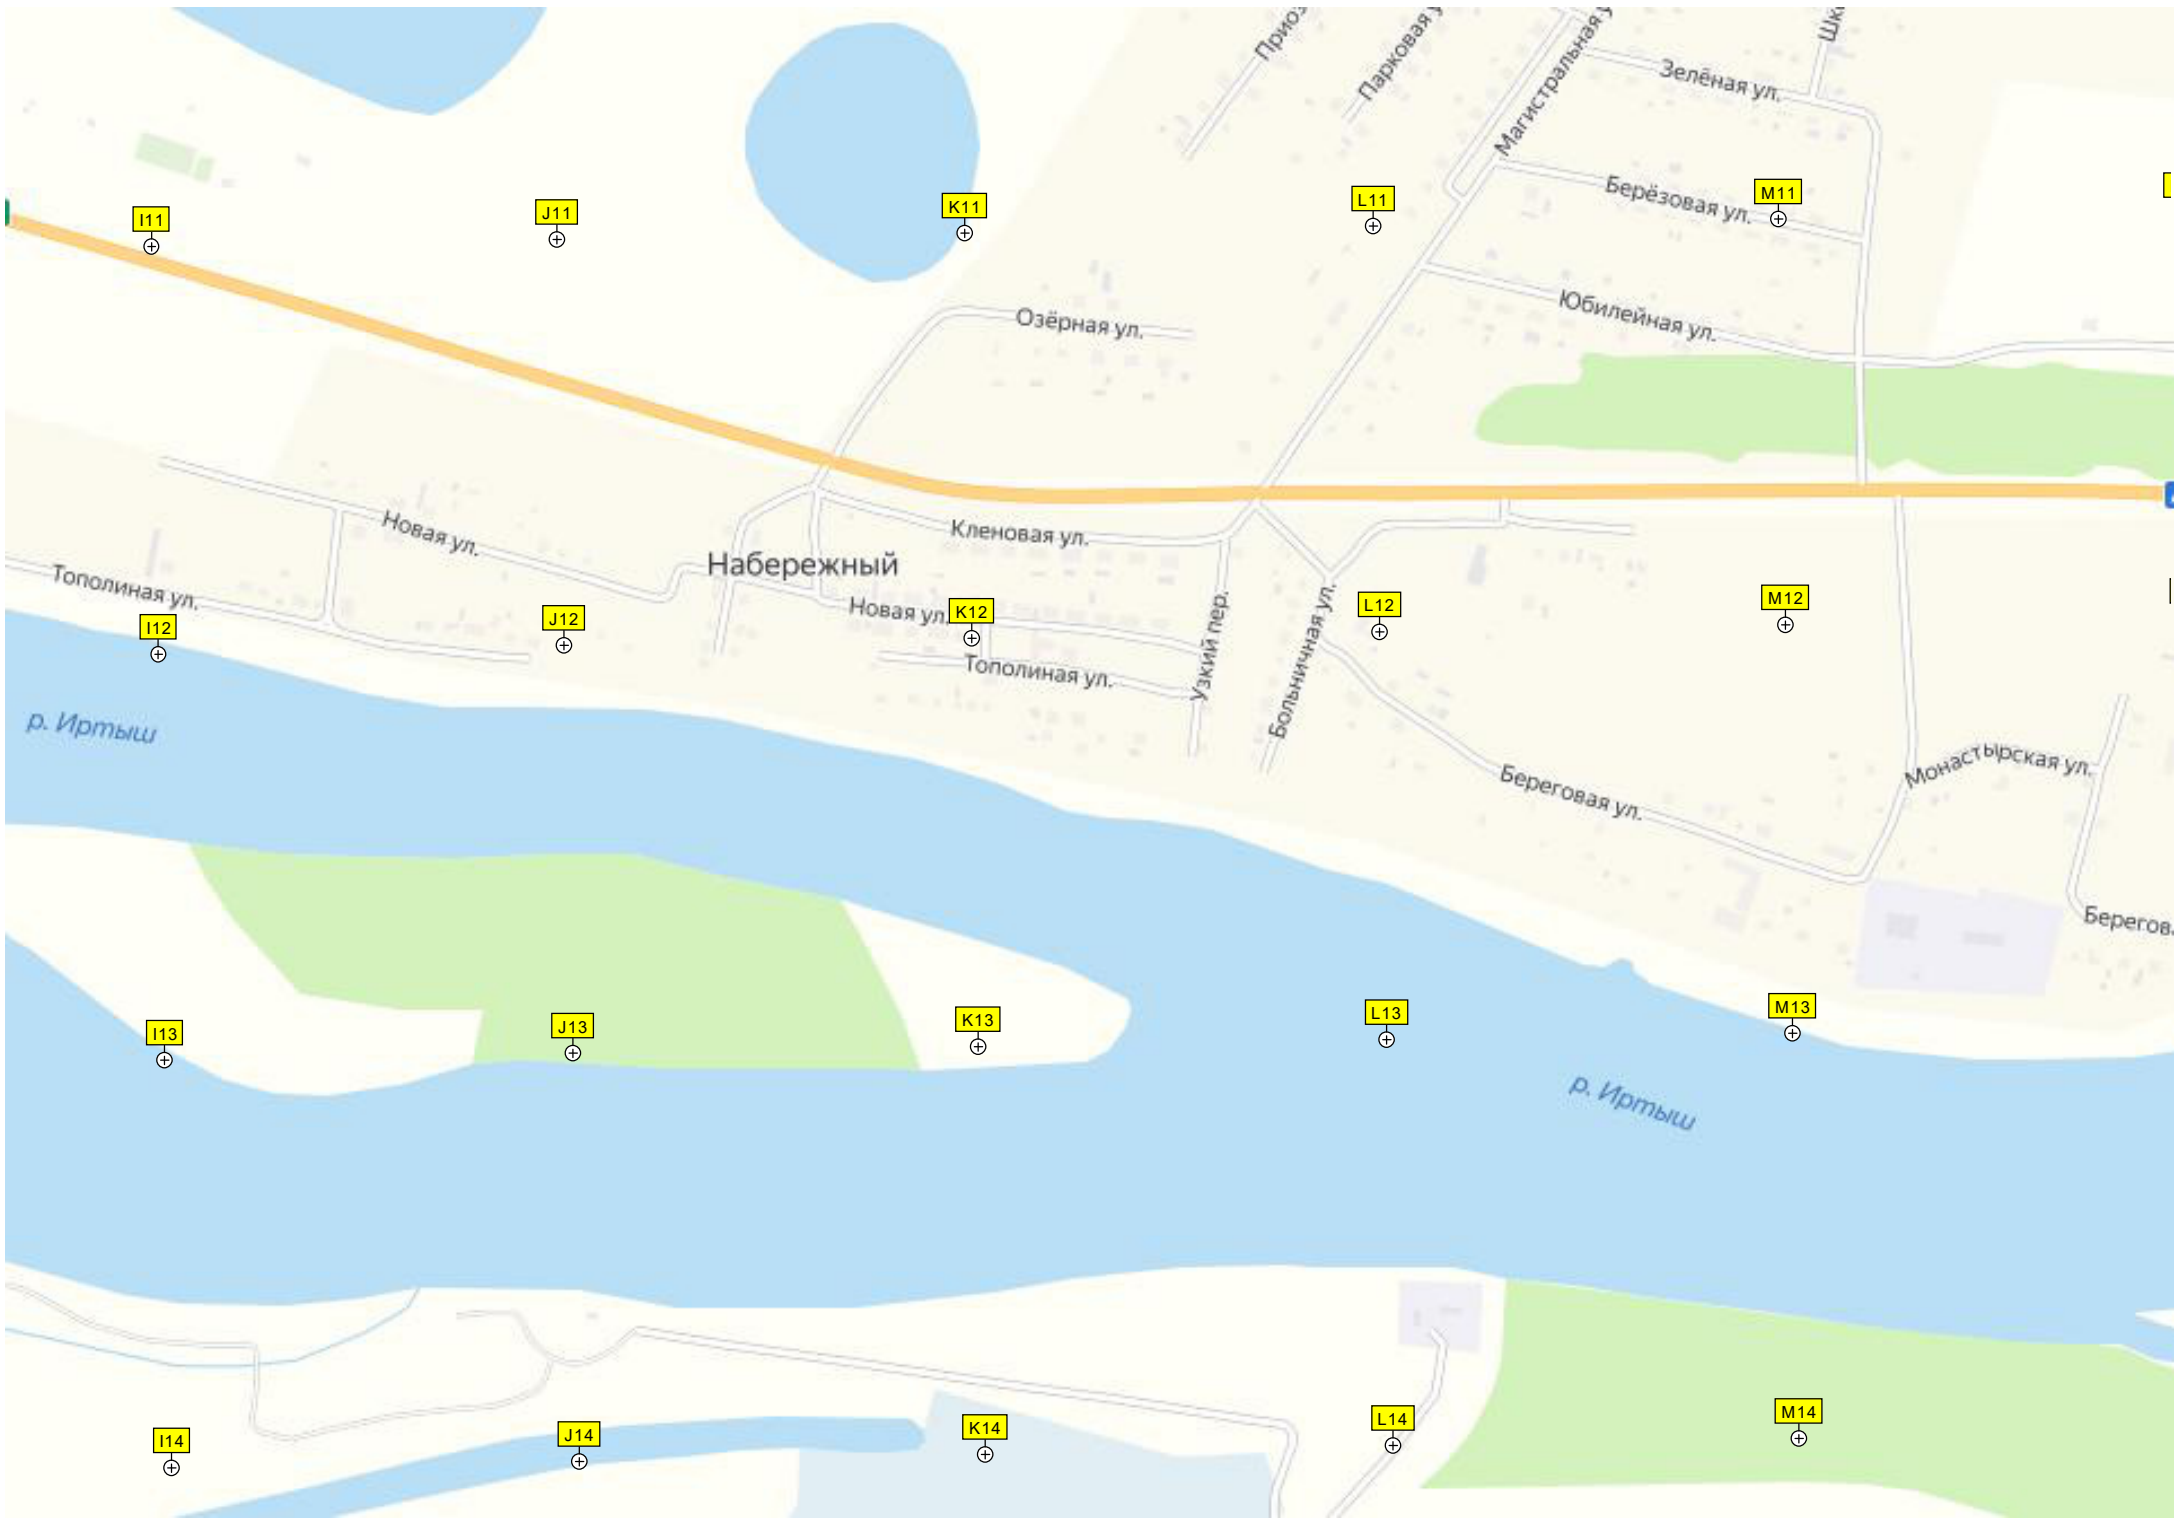 Приоз
Парковая у
Магистральная у
Шк
Зелёная ул.
Берёзовая ул.
M11
I11
J11
K11
L11
Юбилейная ул.
Озёрная ул.
Новая ул.
Кленовая ул.
Набережный
Тополиная ул.
I12
J12
Новая ул.
K12
L12
M12
Узкий пер.
Больничная ул.
Тополиная ул.
р. Иртыш
Береговая ул.
Монастырская ул.
Берегов
I13
J13
K13
L13
M13
р. Иртыш
I14
J14
K14
L14
M14